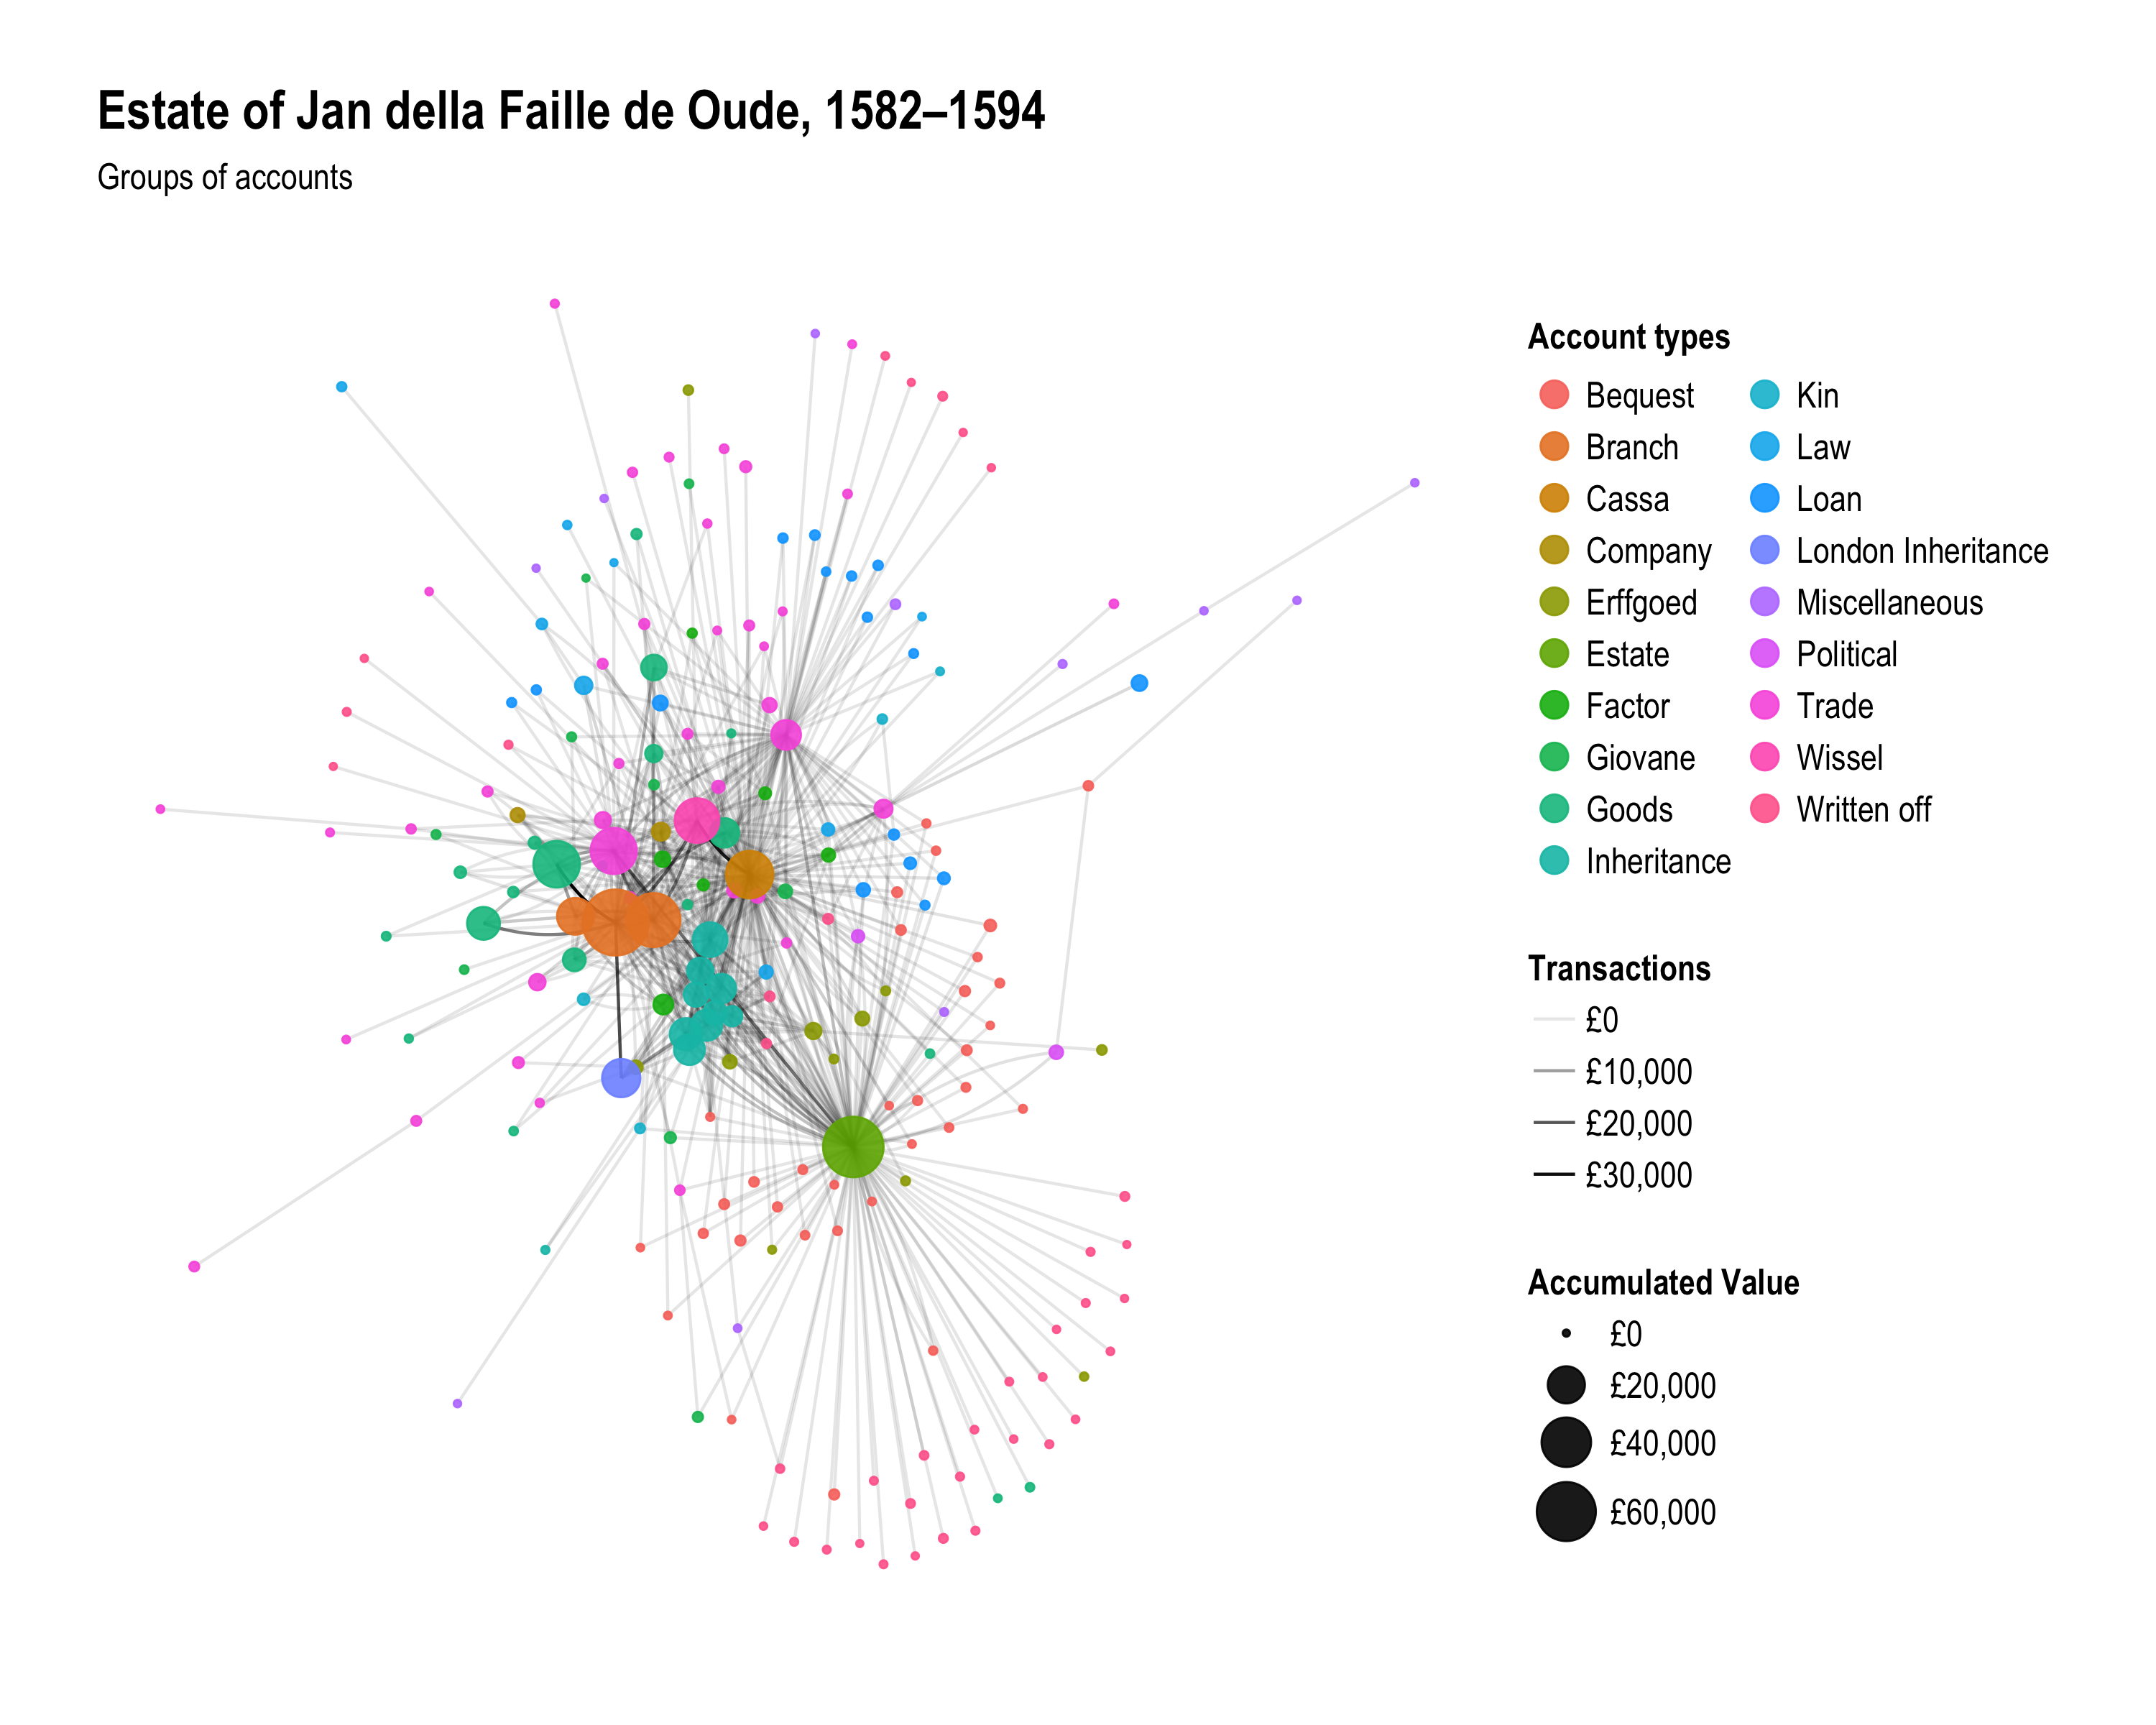 Estate of Jan della Faille de Oude, 1582–1594
Groups of accounts
Account types
Bequest
Branch
Cassa
Company
Erffgoed
Estate
Factor
Giovane
Goods
Inheritance
Kin
Law
Loan
London Inheritance
Miscellaneous
Political
Trade
Wissel
Written off
Transactions
£0
£10,000
£20,000
£30,000
Accumulated Value
£0
£20,000
£40,000
£60,000